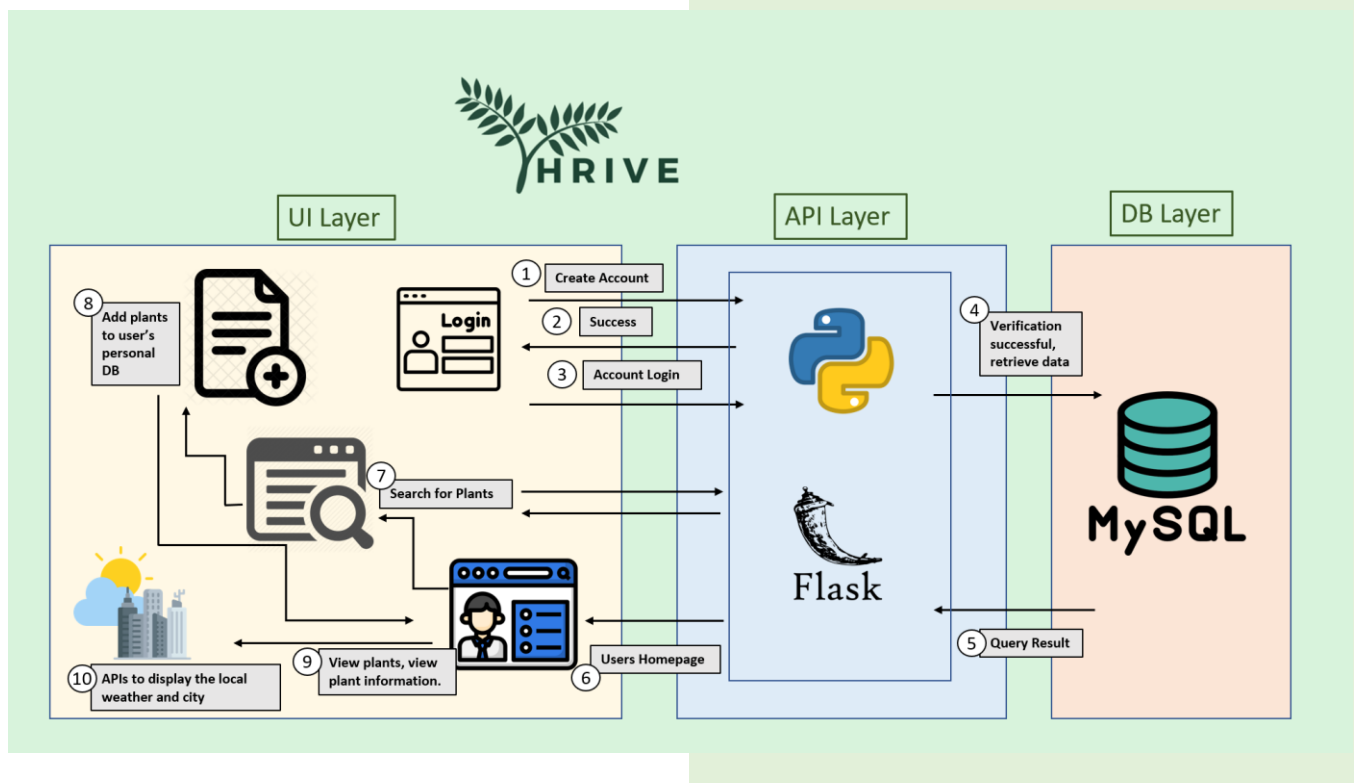 THRIVE
UI Layer
API Layer
DB Layer
1
Create Account
2
Success
3
Account Login
4
Verification
successful,
retrieve data
8
Add plants
to user's
personal
DB
Login
7
Search for Plants
MySQL
Flask
5
Query Result
6
Users Homepage
9
View plants, view
plant information.
10
APIs to display the local
weather and city